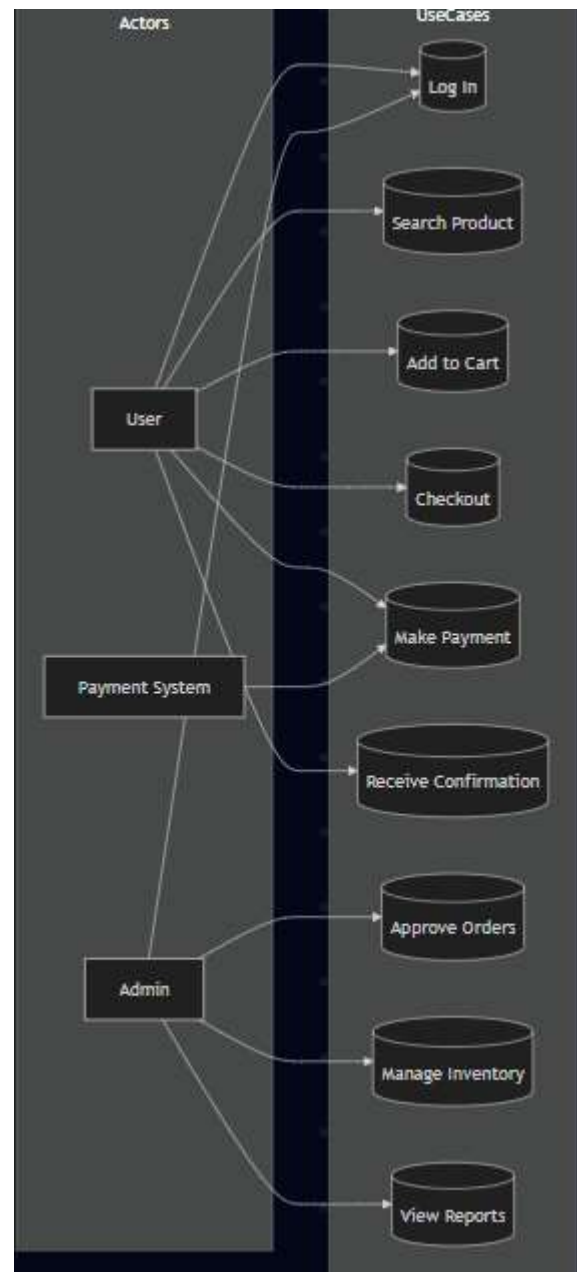 Actors
User
Payment System
Admin
UseCases
Log In
Search Product
Add to Cart
Checkout
Make Payment
Receive Confirmation
Approve Orders
Manage Inventory
View Reports